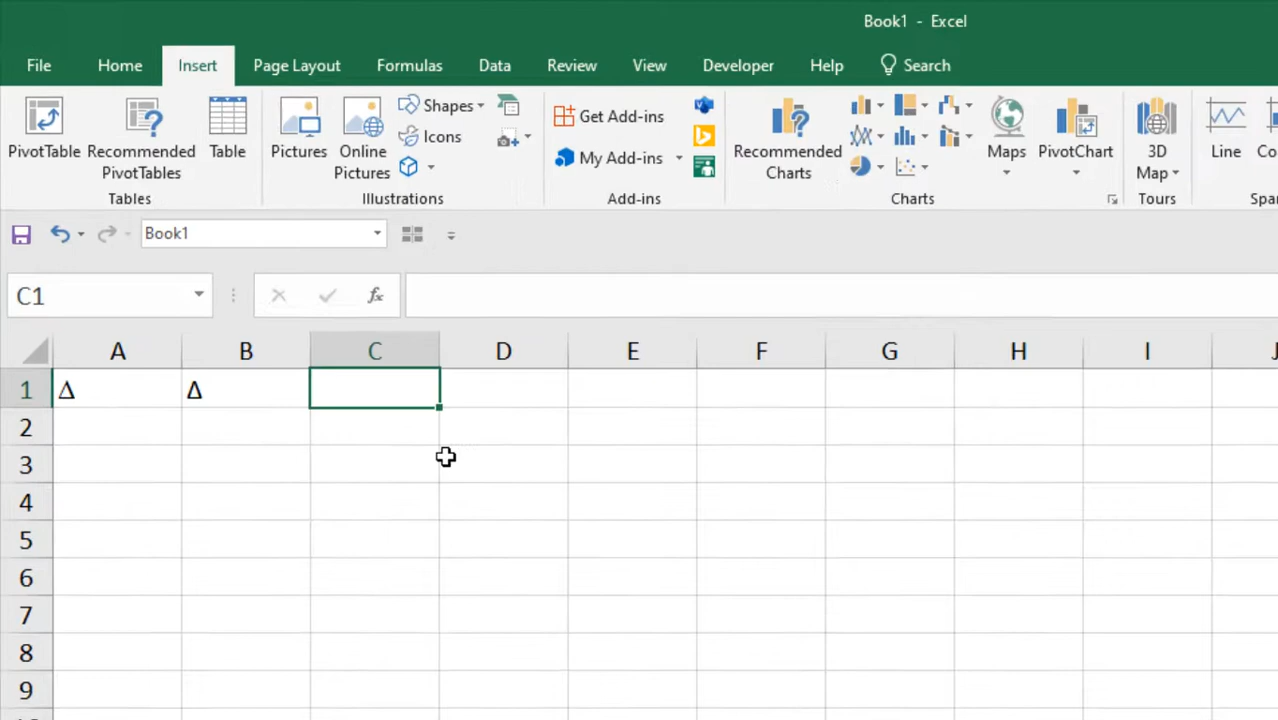 Book1 - Excel
File Home Insert Page Layout Formulas Data Review View Developer Help Search
PivotTable Recommended PivotTables Table Pictures Online Pictures Shapes Icons Get Add-ins My Add-ins Recommended Charts Maps PivotChart 3D Map Line
Tables Illustrations Add-ins Charts Tours
Book1
C1 fx
A B C D E F G H I
1 Δ Δ
2
3
4
5
6
7
8
9